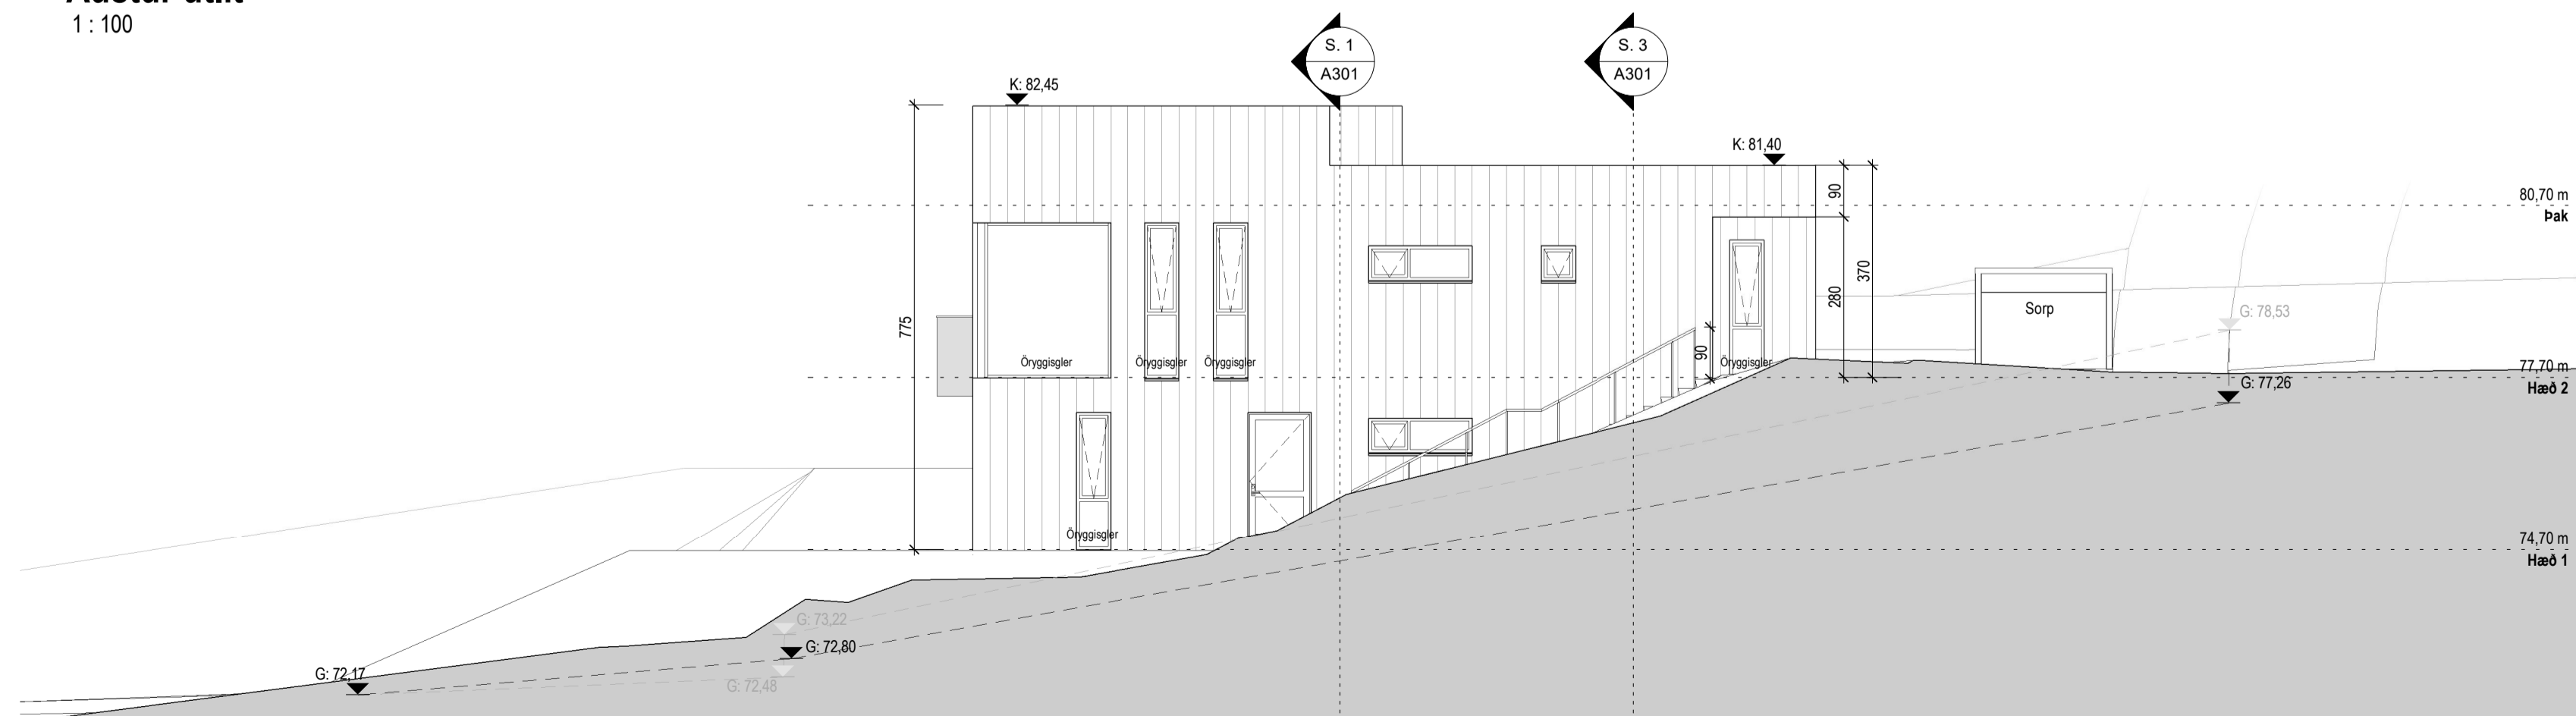 1 : 100
S. 1
A301
S. 3
A301
K: 82,45
K: 81,40
80,70 m
Þak
90
370
280
775
Sorp
G: 78,53
Öryggisgler
Öryggisgler
Öryggisgler
90
Öryggisgler
77,70 m
Hæð 2
G: 77,26
Öryggisgler
74,70 m
Hæð 1
G: 73,22
G: 72,80
G: 72,17
G: 72,48